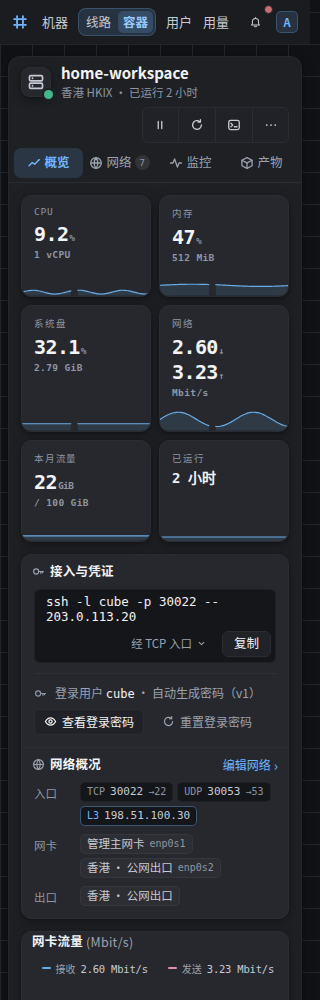 机器 线路 容器 用户 用量 A
home-workspace
香港 HKIX · 已运行 2 小时
概览 网络 7 监控 产物
CPU
9.2%
1 vCPU
内存
47%
512 MiB
系统盘
32.1%
2.79 GiB
网络
2.60↓
3.23↑
Mbit/s
本月流量
22GiB
/ 100 GiB
已运行
2 小时
接入与凭证
ssh -l cube -p 30022 --
203.0.113.20
经 TCP 入口 复制
登录用户 cube · 自动生成密码（v1）
查看登录密码 重置登录密码
网络概况 编辑网络 ›
入口 TCP 30022 →22 UDP 30053 →53
L3 198.51.100.30
网卡 管理主网卡 enp0s1
香港 · 公网出口 enp0s2
出口 香港 · 公网出口
网卡流量 (Mbit/s)
接收 2.60 Mbit/s 发送 3.23 Mbit/s